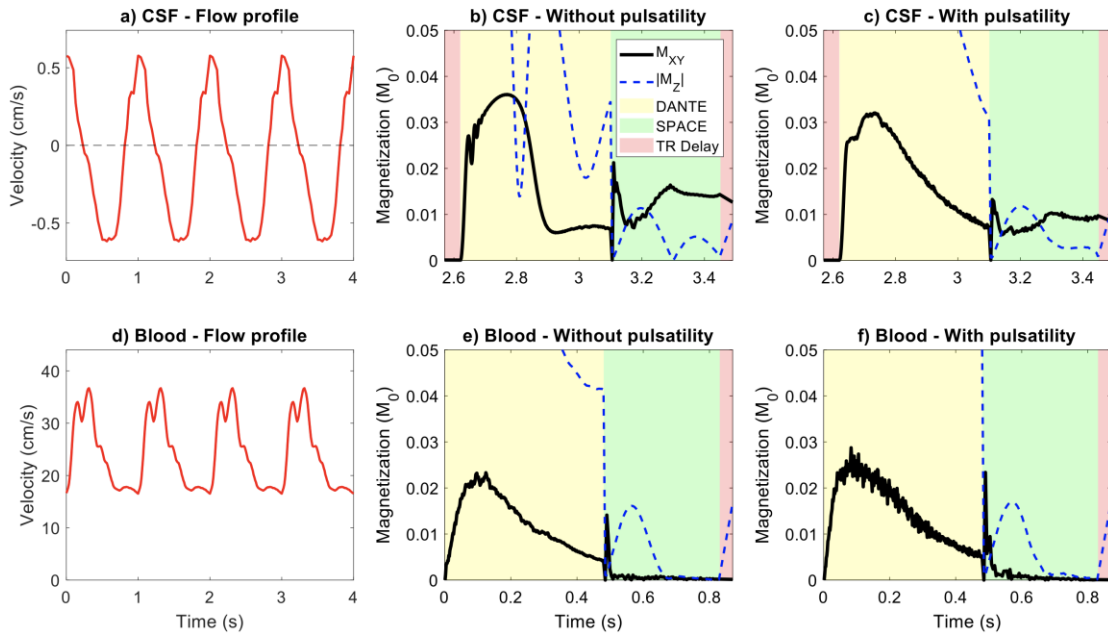 a) CSF - Flow profile
Velocity (cm/s)
0.5
0
-0.5
0 1 2 3 4
b) CSF - Without pulsatility
Magnetization (M0)
0.05
0.04
0.03
0.02
0.01
0
2.6 2.8 3 3.2 3.4
MXY
|MZ|
DANTE
SPACE
TR Delay
c) CSF - With pulsatility
Magnetization (M0)
0.05
0.04
0.03
0.02
0.01
0
2.6 2.8 3 3.2 3.4
d) Blood - Flow profile
Velocity (cm/s)
40
30
20
10
0
0 1 2 3 4
Time (s)
e) Blood - Without pulsatility
Magnetization (M0)
0.05
0.04
0.03
0.02
0.01
0
0 0.2 0.4 0.6 0.8
Time (s)
f) Blood - With pulsatility
Magnetization (M0)
0.05
0.04
0.03
0.02
0.01
0
0 0.2 0.4 0.6 0.8
Time (s)